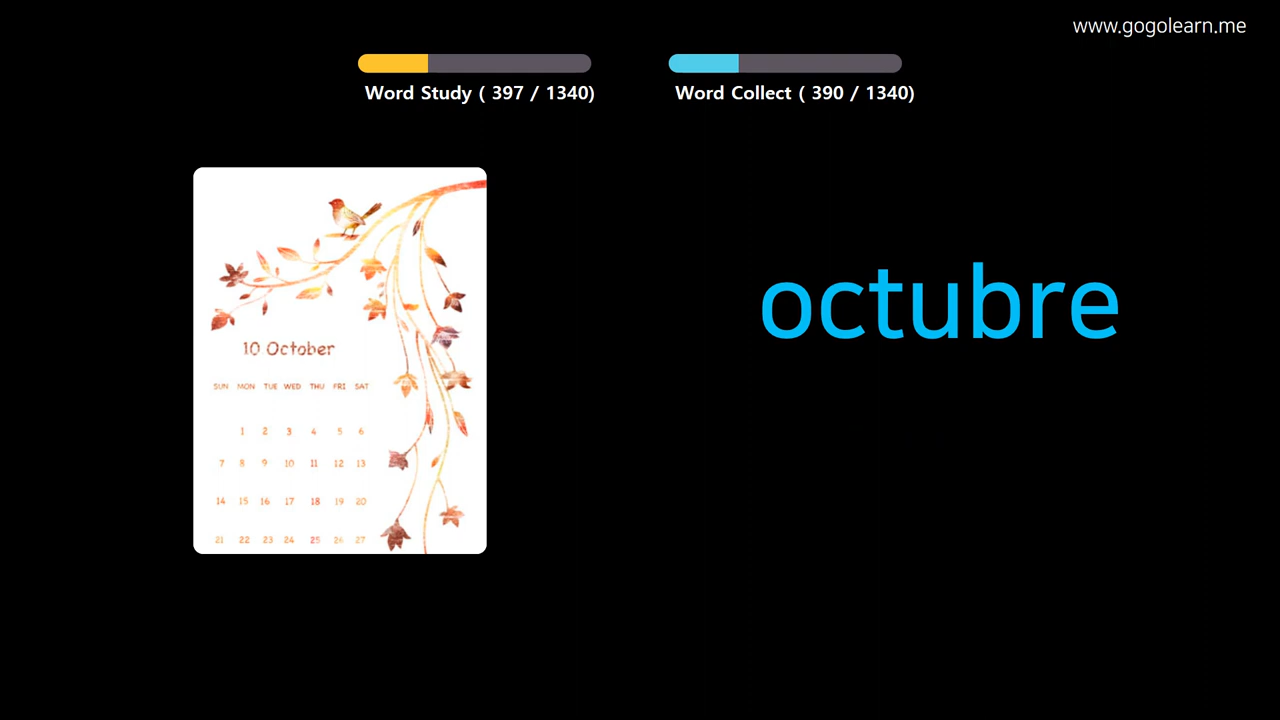 www.gogolearn.me
Word Study ( 397 / 1340)
Word Collect ( 390 / 1340)
octubre
10 October
SUN MON TUE WED THU FRI SAT
1 2 3 4 5 6
7 8 9 10 11 12 13
14 15 16 17 18 19 20
21 22 23 24 25 26 27